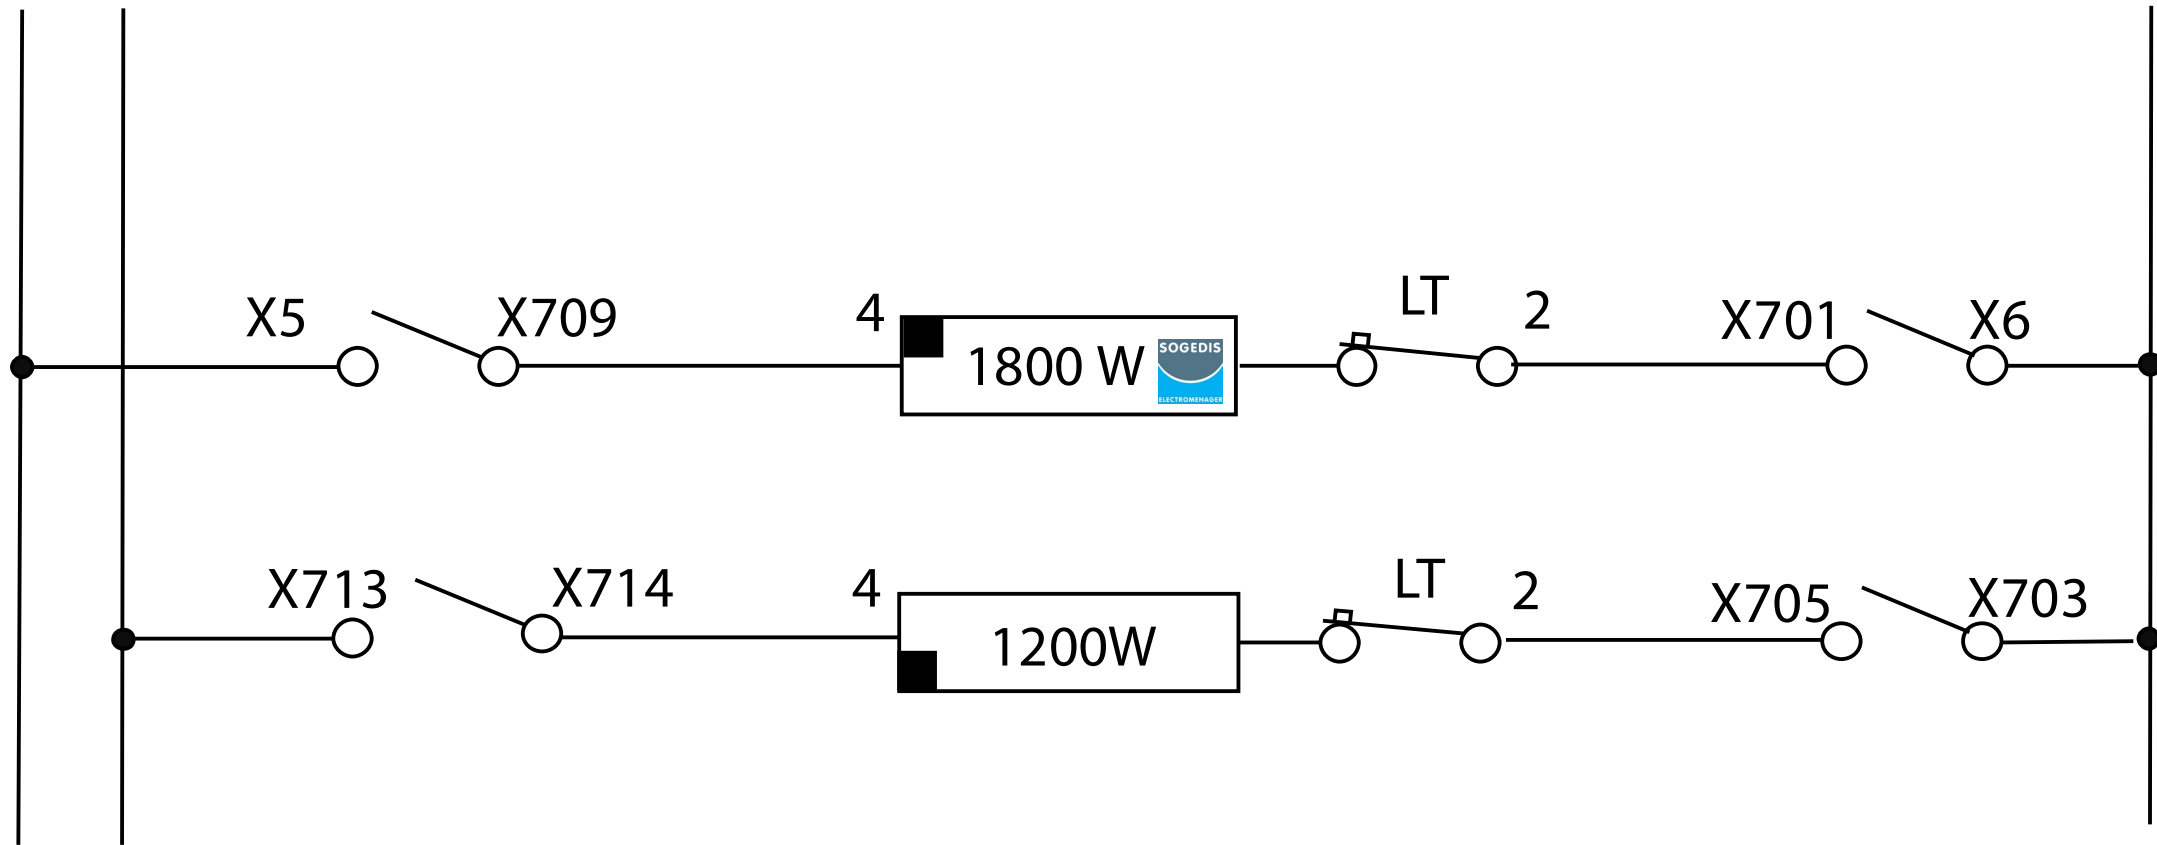 X5
X709
4
1800 W
SOGEDIS
ELECTROMENAGER
LT
2
X701
X6
X713
X714
4
1200W
LT
2
X705
X703